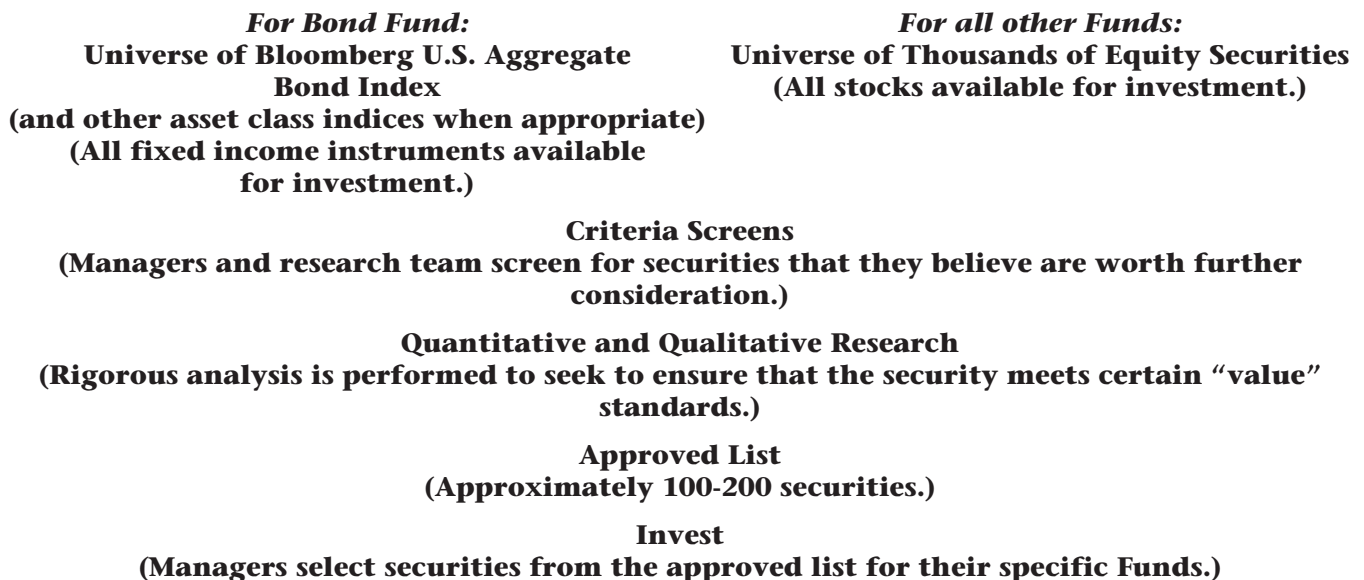 For Bond Fund:
Universe of Bloomberg U.S. Aggregate
Bond Index
(and other asset class indices when appropriate)
(All fixed income instruments available
for investment.)
For all other Funds:
Universe of Thousands of Equity Securities
(All stocks available for investment.)
Criteria Screens
(Managers and research team screen for securities that they believe are worth further
consideration.)
Quantitative and Qualitative Research
(Rigorous analysis is performed to seek to ensure that the security meets certain “value”
standards.)
Approved List
(Approximately 100-200 securities.)
Invest
(Managers select securities from the approved list for their specific Funds.)